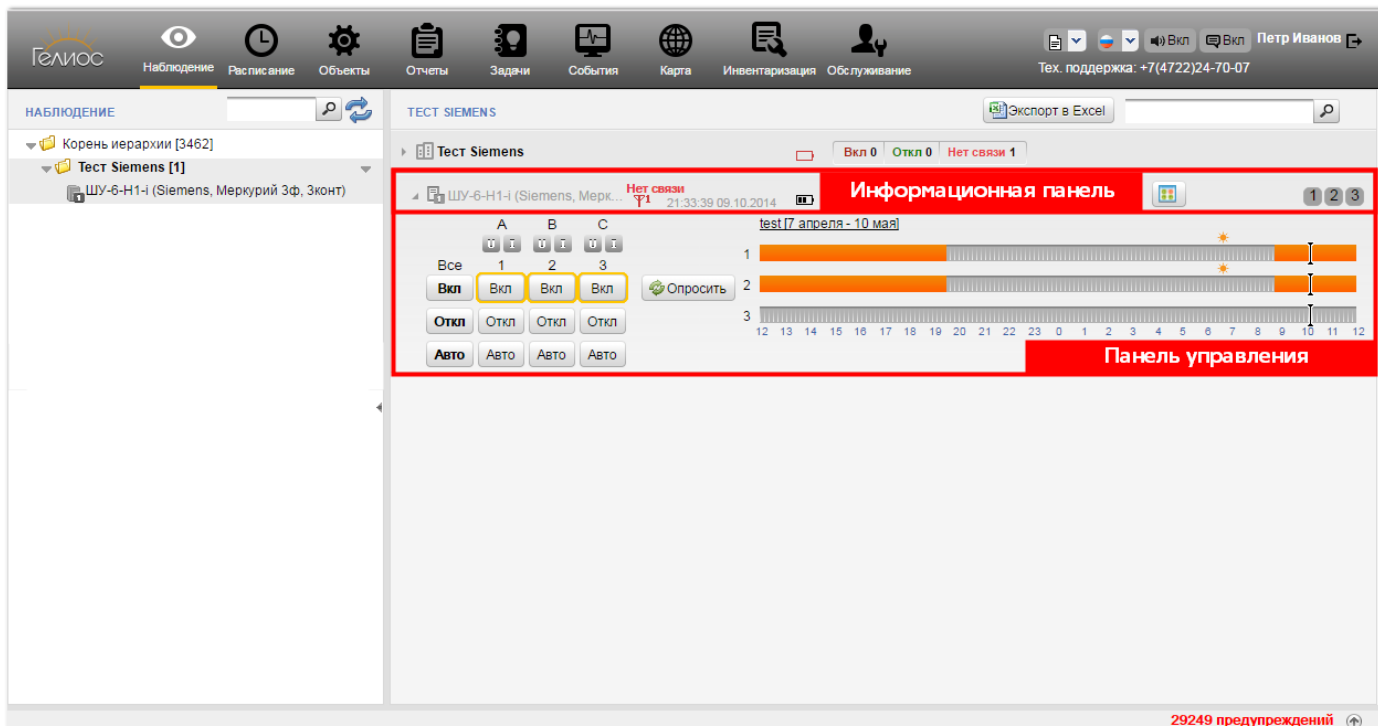 Гелиос
Наблюдение Расписание Объекты Отчеты Задачи События Карта Инвентаризация Обслуживание
Вкл Вкл Петр Иванов
Тех. поддержка: +7(4722)24-70-07
НАБЛЮДЕНИЕ
Корень иерархии [3462]
Тест Siemens [1]
1 ШУ-6-Н1-i (Siemens, Меркурий 3ф, 3конт)
ТЕСТ SIEMENS
Экспорт в Excel
Тест Siemens
Вкл 0 Откл 0 Нет связи 1
1 ШУ-6-Н1-i (Siemens, Мерк...
Нет связи
1 21:33:39 09.10.2014
Информационная панель
1 2 3
A B C
U I U I U I
Все 1 2 3
Вкл Вкл Вкл Вкл
Откл Откл Откл Откл
Авто Авто Авто Авто
Опросить
test [7 апреля - 10 мая]
1
2
3
12 13 14 15 16 17 18 19 20 21 22 23 0 1 2 3 4 5 6 7 8 9 10 11 12
Панель управления
29249 предупреждений